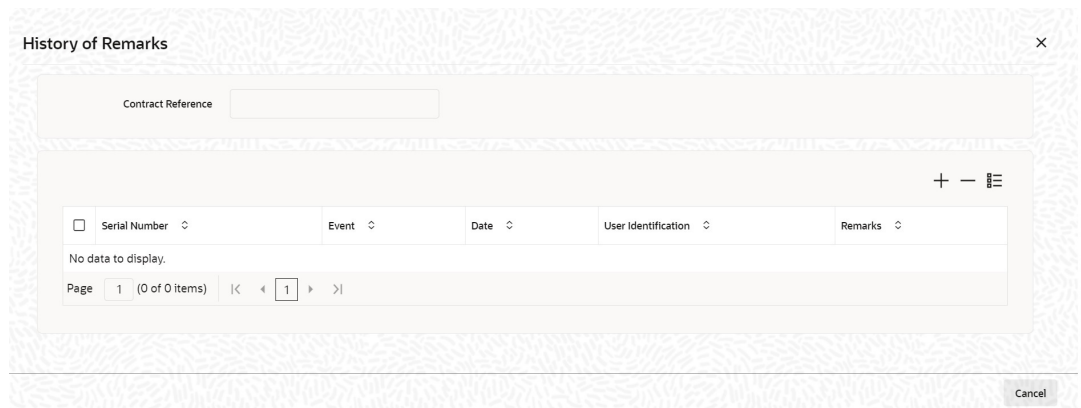 History of Remarks
Contract Reference
Serial Number Event Date User Identification Remarks
No data to display.
Page 1 (0 of 0 items) 1
Cancel